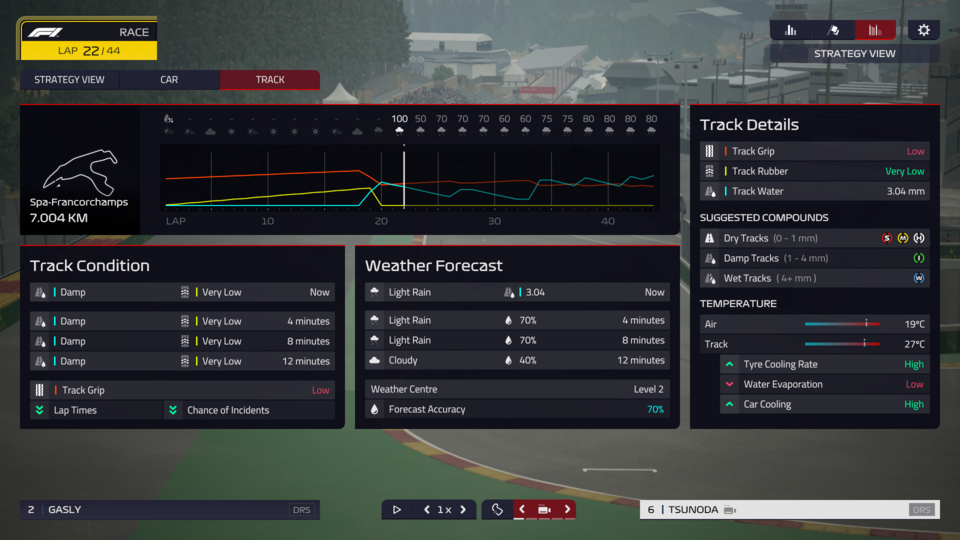 F1 RACE
LAP 22/44
STRATEGY VIEW
STRATEGY VIEW CAR TRACK
% - - - - - - - - - - 100 50 70 70 70 60 60 75 75 80 80 80 80
Spa-Francorchamps
7.004 KM
LAP 10 20 30 40
Track Details
Track Grip Low
Track Rubber Very Low
Track Water 3.04 mm
SUGGESTED COMPOUNDS
Dry Tracks (0 - 1 mm) S M H
Damp Tracks (1 - 4 mm) I
Wet Tracks ( 4+ mm ) W
TEMPERATURE
Air 19°C
Track 27°C
Tyre Cooling Rate High
Water Evaporation Low
Car Cooling High
Track Condition
Damp Very Low Now
Damp Very Low 4 minutes
Damp Very Low 8 minutes
Damp Very Low 12 minutes
Track Grip Low
Lap Times Chance of Incidents
Weather Forecast
Light Rain 3.04 Now
Light Rain 70% 4 minutes
Light Rain 70% 8 minutes
Cloudy 40% 12 minutes
Weather Centre Level 2
Forecast Accuracy 70%
2 GASLY DRS
1x
6 TSUNODA DRS